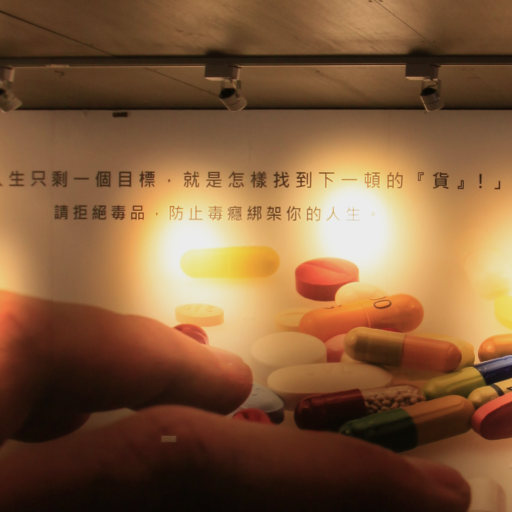 人生只剩一個目標，就是怎樣找到下一頓的『貨』!」
請拒絕毒品，防止毒癮綁架你的人生。